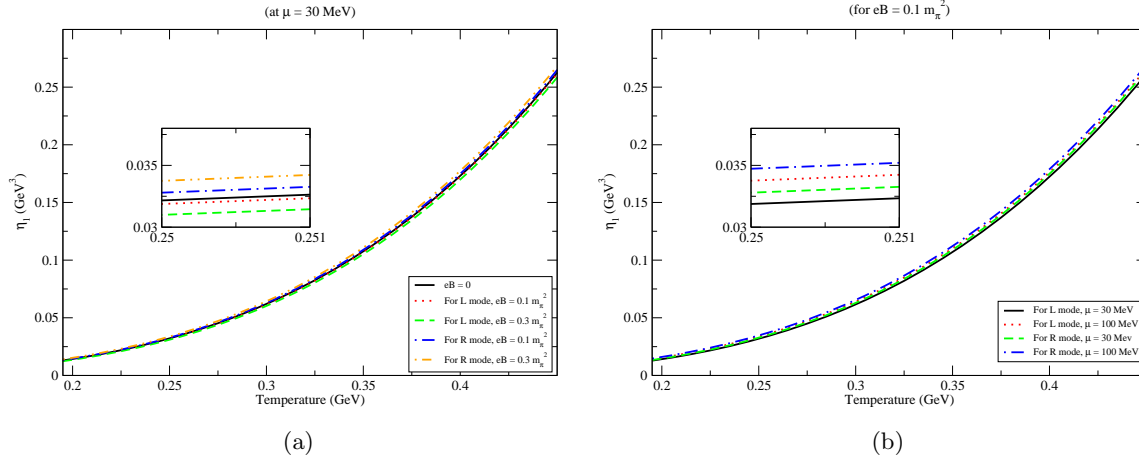 (at μ = 30 MeV)
η₁ (GeV³)
0.25
0.2
0.15
0.1
0.05
0
0.2 0.25 0.3 0.35 0.4
Temperature (GeV)
0.035
0.03
0.25 0.251
eB = 0
For L mode, eB = 0.1 mπ²
For L mode, eB = 0.3 mπ²
For R mode, eB = 0.1 mπ²
For R mode, eB = 0.3 mπ²
(a)
(for eB = 0.1 mπ²)
η₁ (GeV³)
0.25
0.2
0.15
0.1
0.05
0
0.2 0.25 0.3 0.35 0.4
Temperature (GeV)
0.035
0.03
0.25 0.251
For L mode, μ = 30 MeV
For L mode, μ = 100 MeV
For R mode, μ = 30 Mev
For R mode, μ = 100 MeV
(b)